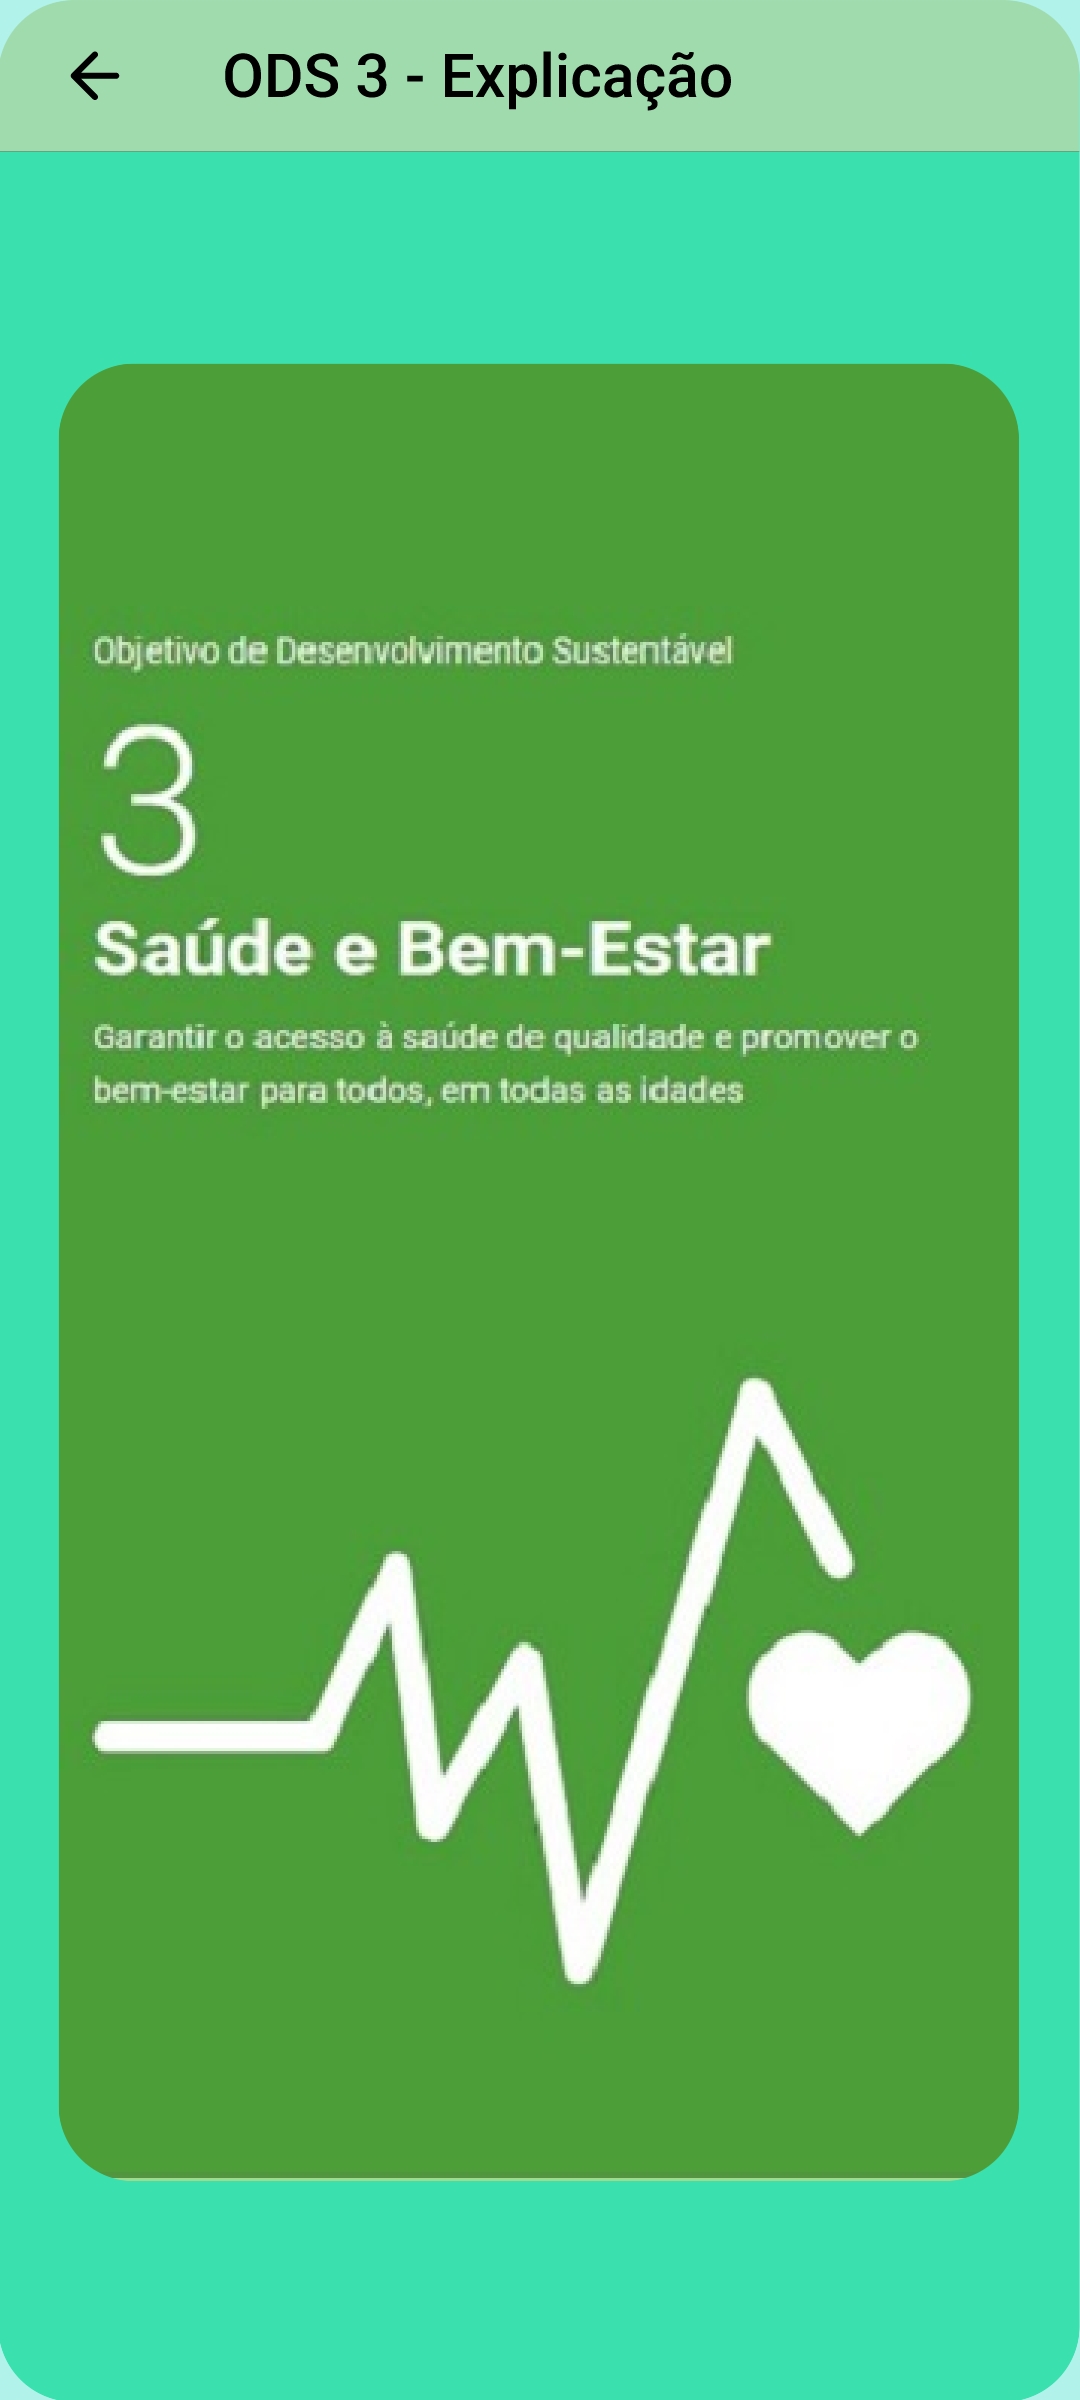 ODS 3 - Explicação
Objetivo de Desenvolvimento Sustentável
3
Saúde e Bem-Estar
Garantir o acesso à saúde de qualidade e promover o
bem-estar para todos, em todas as idades